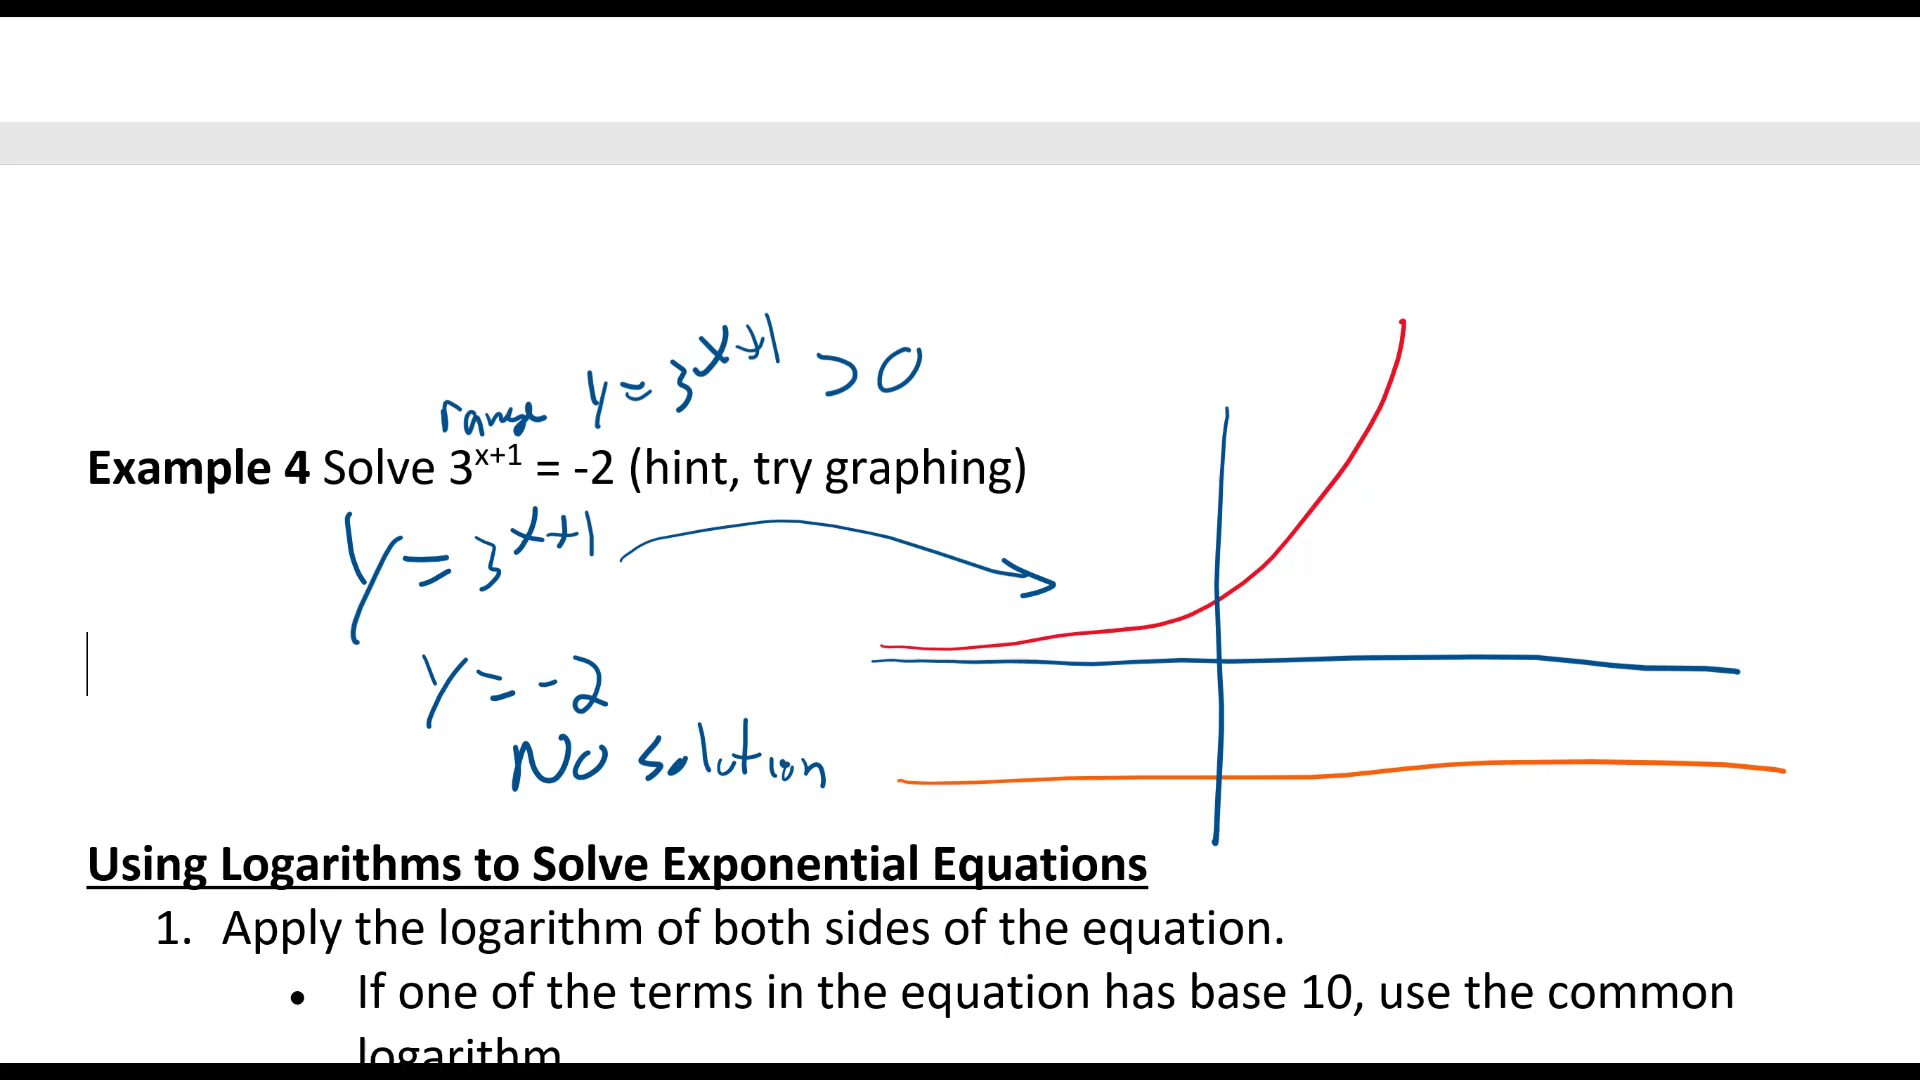 range y = 3^x+1 > 0
Example 4 Solve 3^x+1 = -2 (hint, try graphing)
y = 3^x+1
y = -2
No solution
Using Logarithms to Solve Exponential Equations
1. Apply the logarithm of both sides of the equation.
• If one of the terms in the equation has base 10, use the common
logarithm